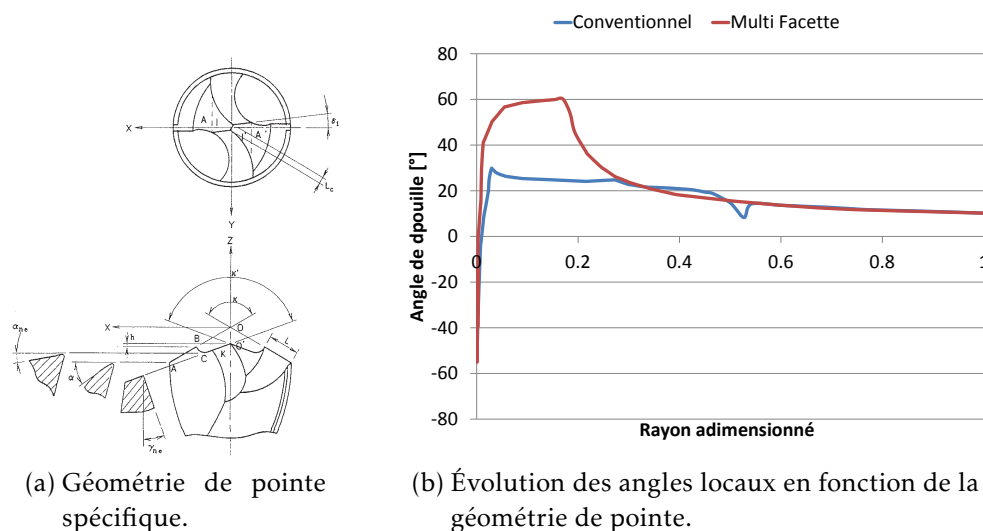 Conventionnel Multi Facette
80
60
40
20
0
-20
-40
-60
-80
0 0.2 0.4 0.6 0.8 1
Angle de dpouille [°]
Rayon adimensionné
X
A
A
Y
Z
K'
K
X
O
B
h
O'
L
C
K
A
α
(a) Géométrie de pointe
spécifique.
(b) Évolution des angles locaux en fonction de la
géométrie de pointe.